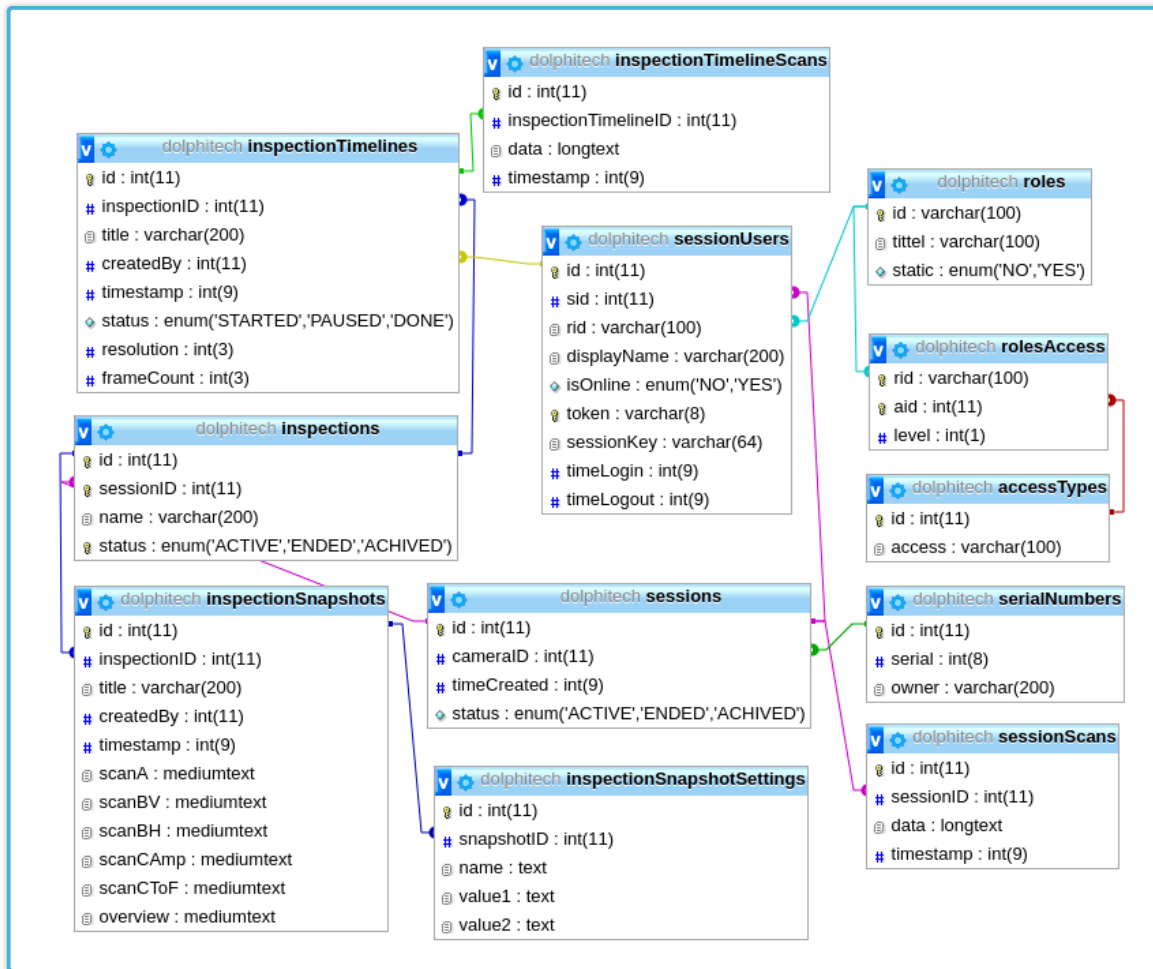 dolphitech inspectionTimelineScans
id : int(11)
inspectionTimelineID : int(11)
data : longtext
timestamp : int(9)
dolphitech inspectionTimelines
id : int(11)
inspectionID : int(11)
title : varchar(200)
createdBy : int(11)
timestamp : int(9)
status : enum('STARTED','PAUSED','DONE')
resolution : int(3)
frameCount : int(3)
dolphitech roles
id : varchar(100)
tittel : varchar(100)
static : enum('NO','YES')
dolphitech sessionUsers
id : int(11)
sid : int(11)
rid : varchar(100)
displayName : varchar(200)
isOnline : enum('NO','YES')
token : varchar(8)
sessionKey : varchar(64)
timeLogin : int(9)
timeLogout : int(9)
dolphitech rolesAccess
rid : varchar(100)
aid : int(11)
level : int(1)
dolphitech inspections
id : int(11)
sessionID : int(11)
name : varchar(200)
status : enum('ACTIVE','ENDED','ACHIVED')
dolphitech accessTypes
id : int(11)
access : varchar(100)
dolphitech inspectionSnapshots
id : int(11)
inspectionID : int(11)
title : varchar(200)
createdBy : int(11)
timestamp : int(9)
scanA : mediumtext
scanBV : mediumtext
scanBH : mediumtext
scanCAmp : mediumtext
scanCToF : mediumtext
overview : mediumtext
dolphitech sessions
id : int(11)
cameraID : int(11)
timeCreated : int(9)
status : enum('ACTIVE','ENDED','ACHIVED')
dolphitech serialNumbers
id : int(11)
serial : int(8)
owner : varchar(200)
dolphitech sessionScans
id : int(11)
sessionID : int(11)
data : longtext
timestamp : int(9)
dolphitech inspectionSnapshotSettings
id : int(11)
snapshotID : int(11)
name : text
value1 : text
value2 : text